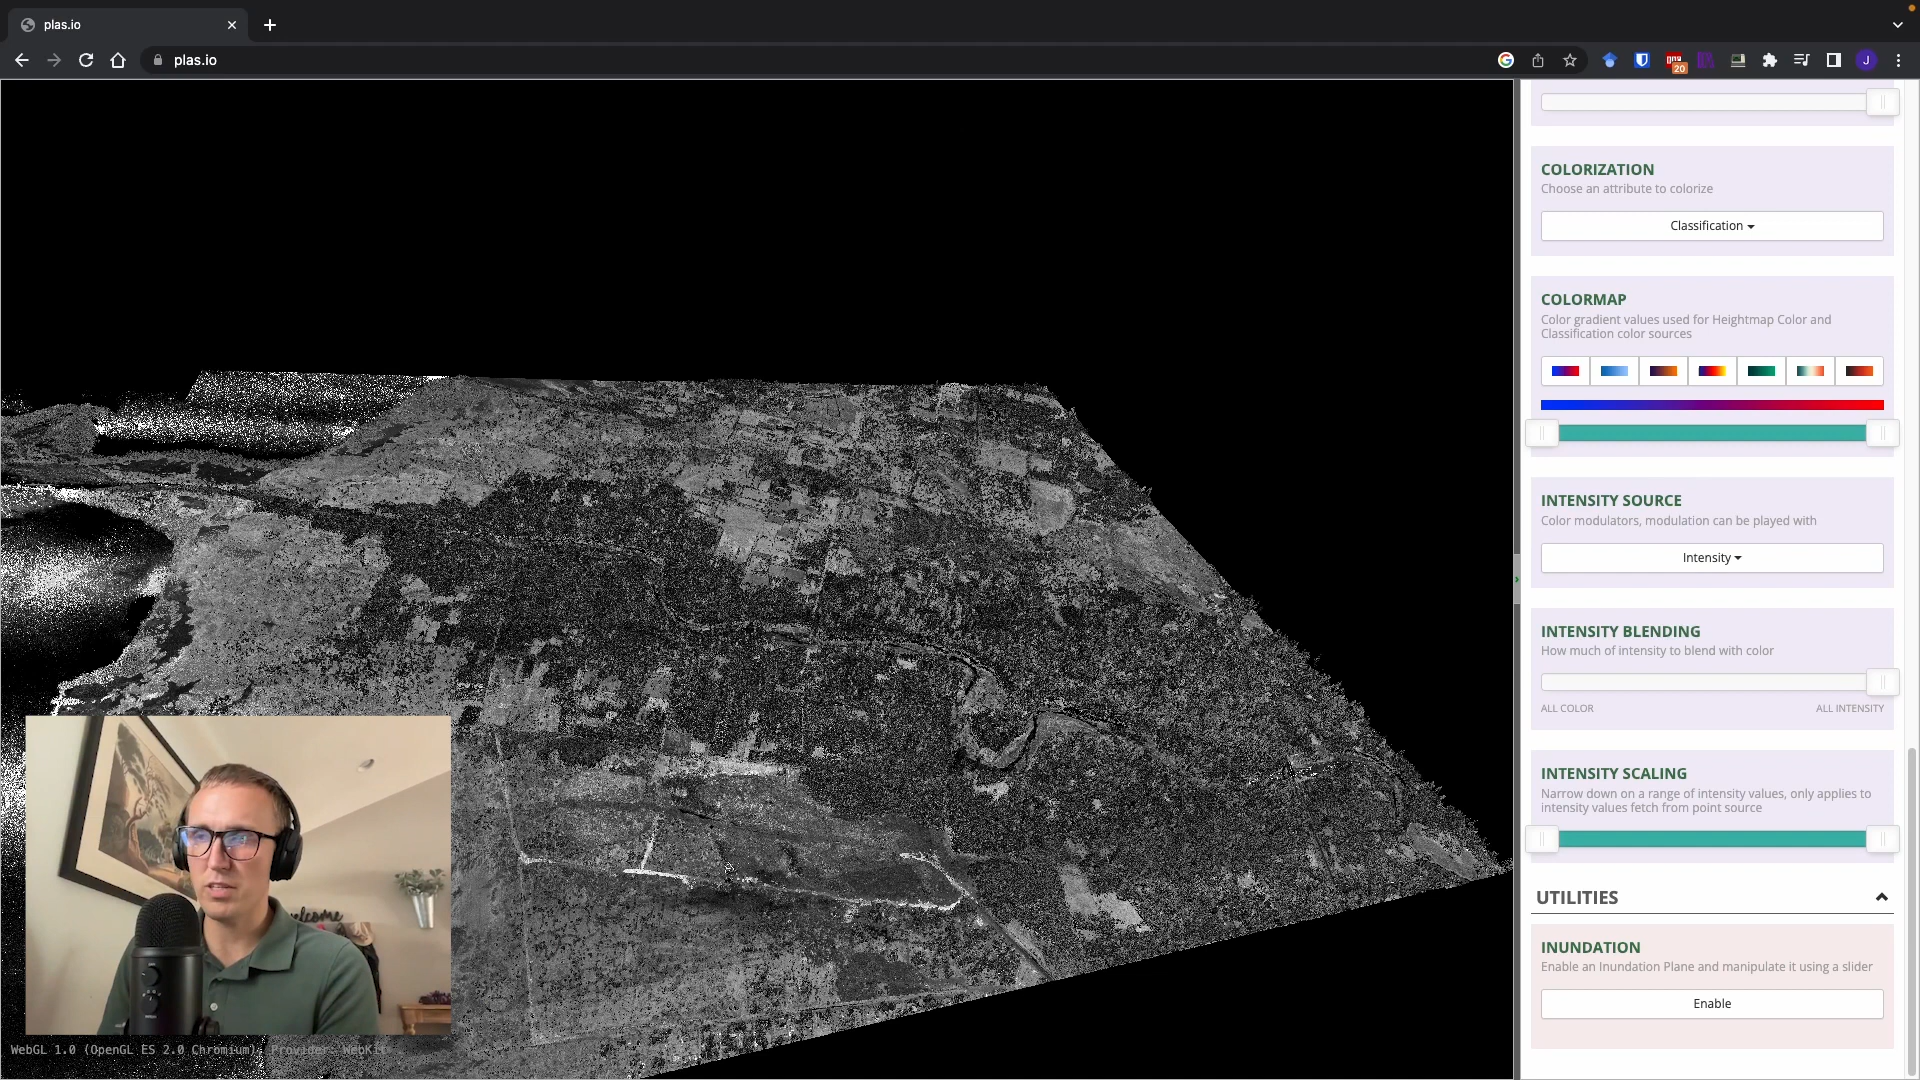 plas.io
plas.io
20
J
COLORIZATION
Choose an attribute to colorize
Classification
COLORMAP
Color gradient values used for Heightmap Color and
Classification color sources
INTENSITY SOURCE
Color modulators, modulation can be played with
Intensity
INTENSITY BLENDING
How much of intensity to blend with color
ALL COLOR
ALL INTENSITY
INTENSITY SCALING
Narrow down on a range of intensity values, only applies to
intensity values fetch from point source
UTILITIES
INUNDATION
Enable an Inundation Plane and manipulate it using a slider
Enable
welcome
WebGL 1.0 (OpenGL ES 2.0 Chromium), Provider: WebKit